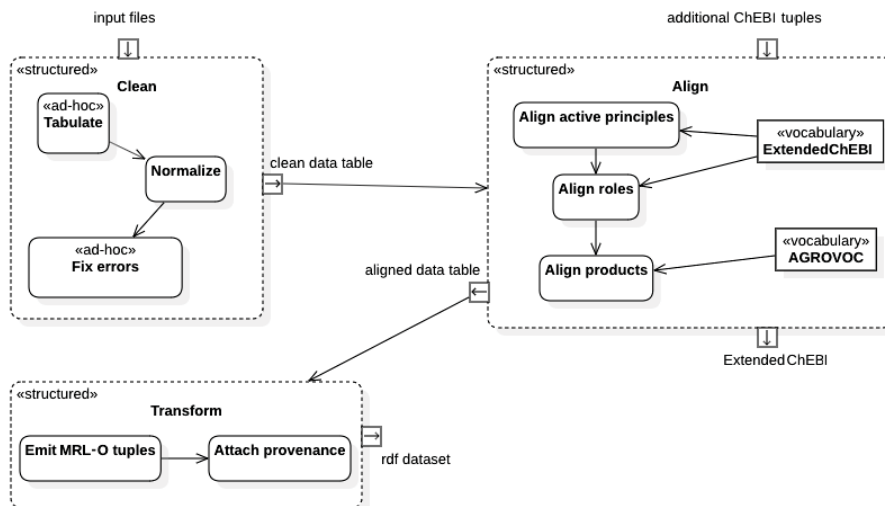 input files
additional ChEBI tuples
«structured»
Clean
«ad-hoc»
Tabulate
Normalize
«ad-hoc»
Fix errors
clean data table
«structured»
Align
Align active principles
«vocabulary»
ExtendedChEBI
Align roles
«vocabulary»
AGROVOC
Align products
aligned data table
ExtendedChEBI
«structured»
Transform
Emit MRL-O tuples
Attach provenance
rdf dataset